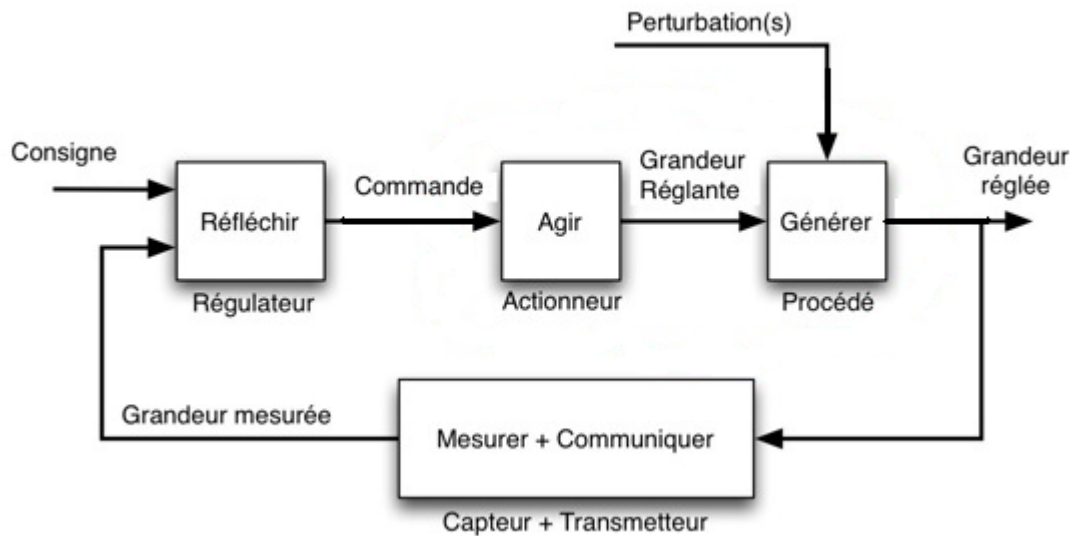 Perturbation(s)
Consigne
Commande
Grandeur
Réglante
Grandeur
réglée
Réfléchir
Agir
Générer
Régulateur
Actionneur
Procédé
Grandeur mesurée
Mesurer + Communiquer
Capteur + Transmetteur